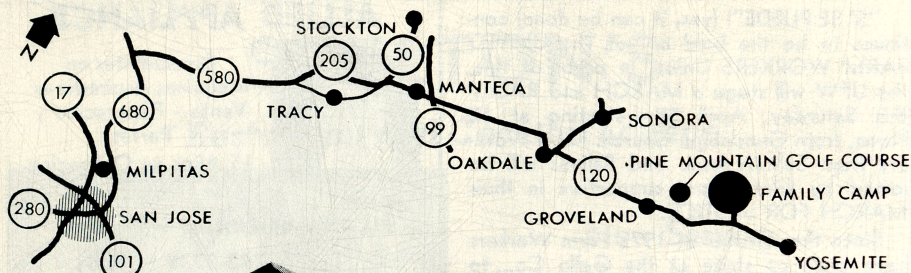 N
STOCKTON
205
50
580
17
680
TRACY
MANTECA
99
SONORA
OAKDALE
120
PINE MOUNTAIN GOLF COURSE
FAMILY CAMP
MILPITAS
280
SAN JOSE
GROVELAND
101
YOSEMITE